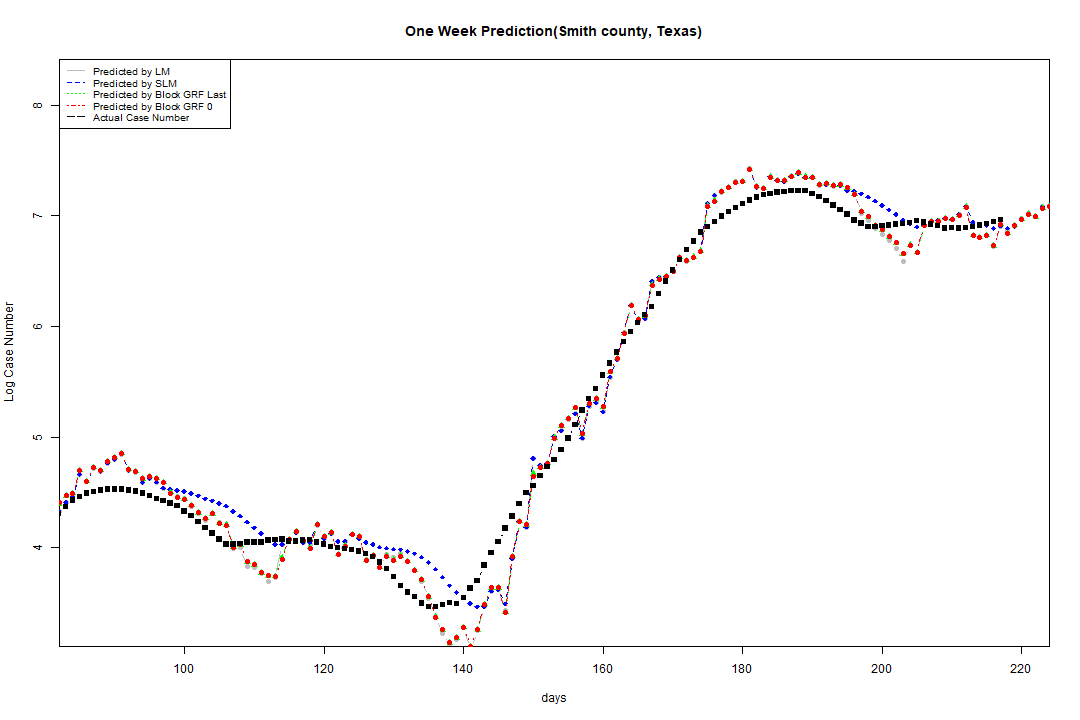 One Week Prediction(Smith county, Texas)
Predicted by LM
Predicted by SLM
Predicted by Block GRF Last
Predicted by Block GRF 0
Actual Case Number
8
7
6
5
4
Log Case Number
100 120 140 160 180 200 220
days